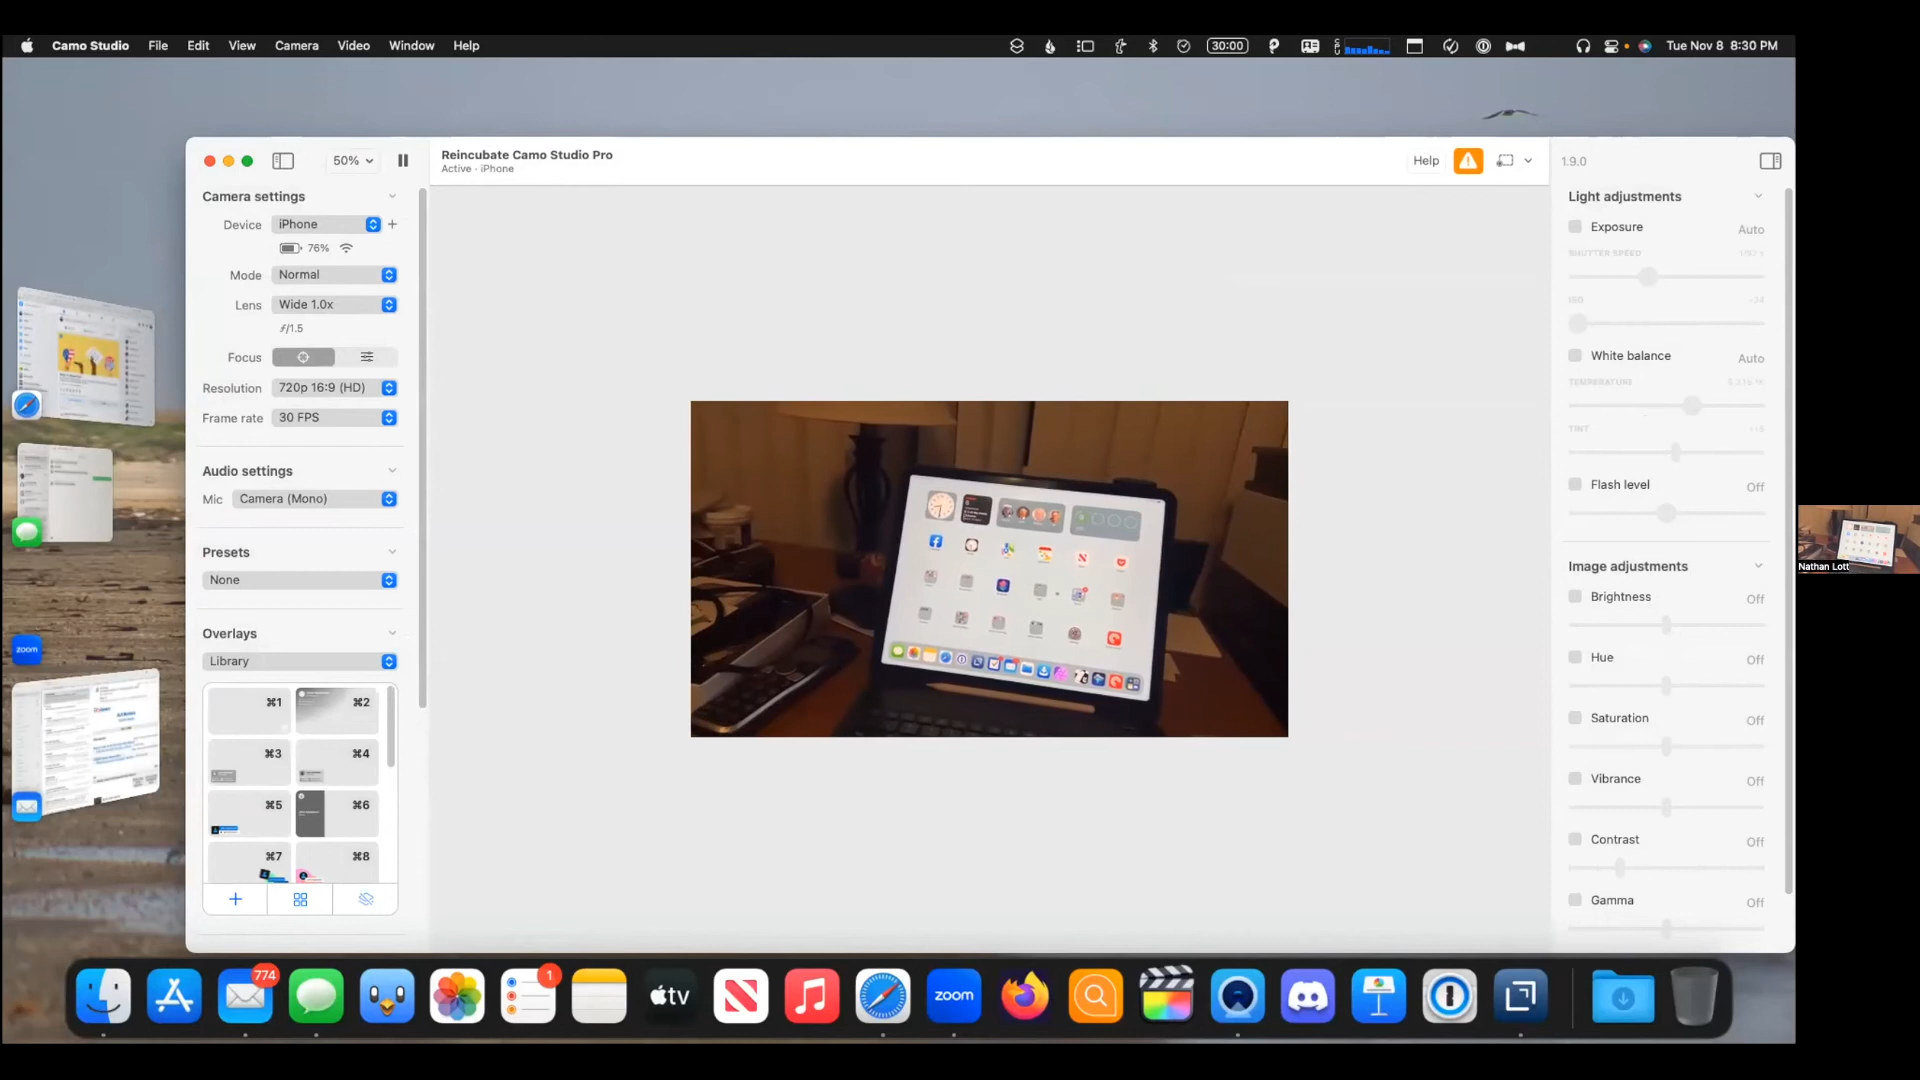 Camo Studio File Edit View Camera Video Window Help
30:00
Tue Nov 8 8:30 PM
50%
Reincubate Camo Studio Pro
Active · iPhone
Help
1.9.0
Camera settings
Device iPhone
76%
Mode Normal
Lens Wide 1.0x
ƒ/1.5
Focus
Resolution 720p 16:9 (HD)
Frame rate 30 FPS
Audio settings
Mic Camera (Mono)
Presets
None
Overlays
Library
⌘1 ⌘2
⌘3 ⌘4
⌘5 ⌘6
⌘7 ⌘8
Light adjustments
Exposure Auto
SHUTTER SPEED
ISO
White balance Auto
TEMPERATURE
TINT
Flash level Off
Image adjustments
Brightness Off
Hue Off
Saturation Off
Vibrance Off
Contrast Off
Gamma Off
Nathan Lott
zoom
774
1
tv
zoom